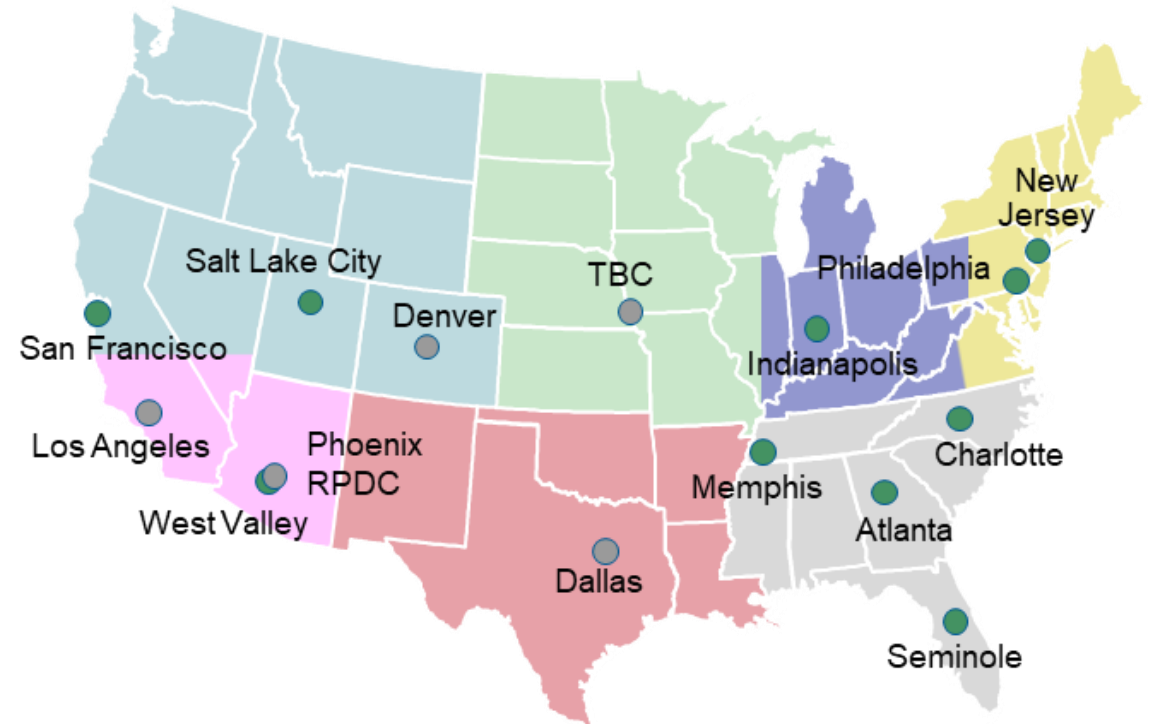 New
Jersey
Salt Lake City
TBC
Philadelphia
Denver
San Francisco
Indianapolis
Los Angeles
Phoenix
RPDC
Charlotte
Memphis
West Valley
Atlanta
Dallas
Seminole